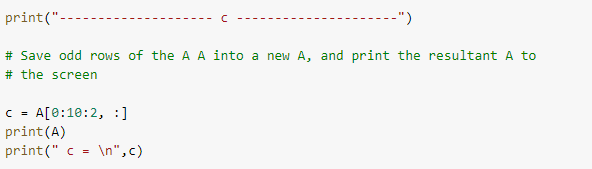 print("-------------------- c ---------------------")
# Save odd rows of the A A into a new A, and print the resultant A to
# the screen
c = A[0:10:2, :]
print(A)
print(" c = \n",c)